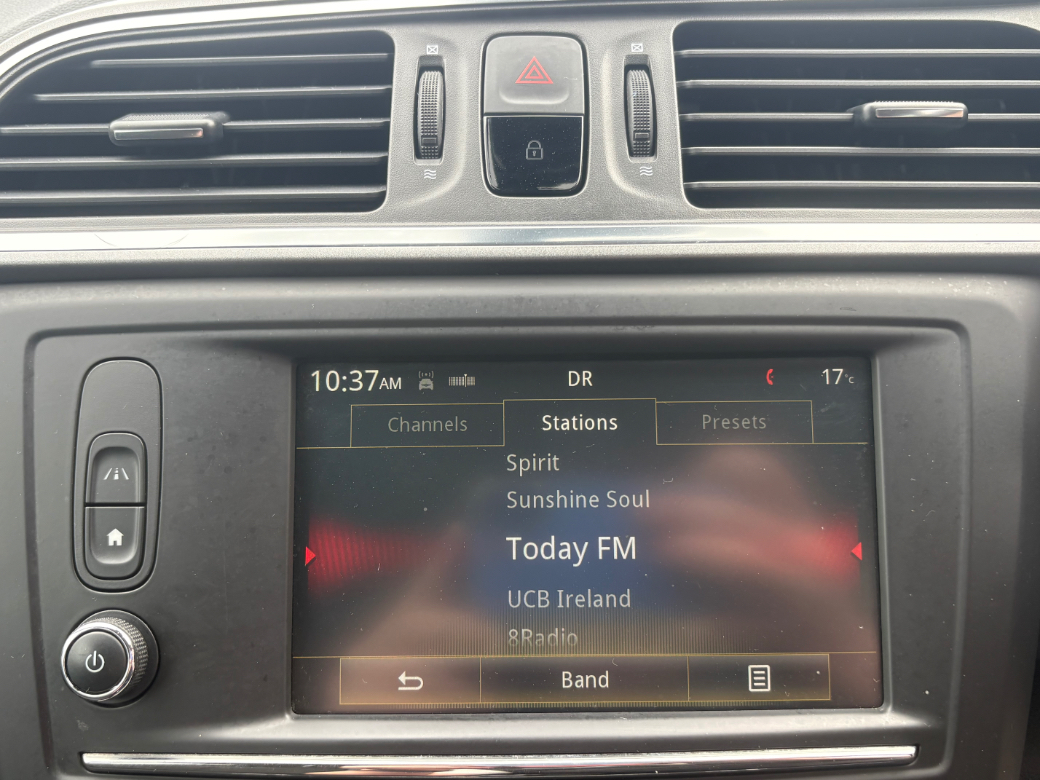 10:37AM DR 17°C
Channels Stations Presets
Spirit
Sunshine Soul
Today FM
UCB Ireland
8Radio
Band